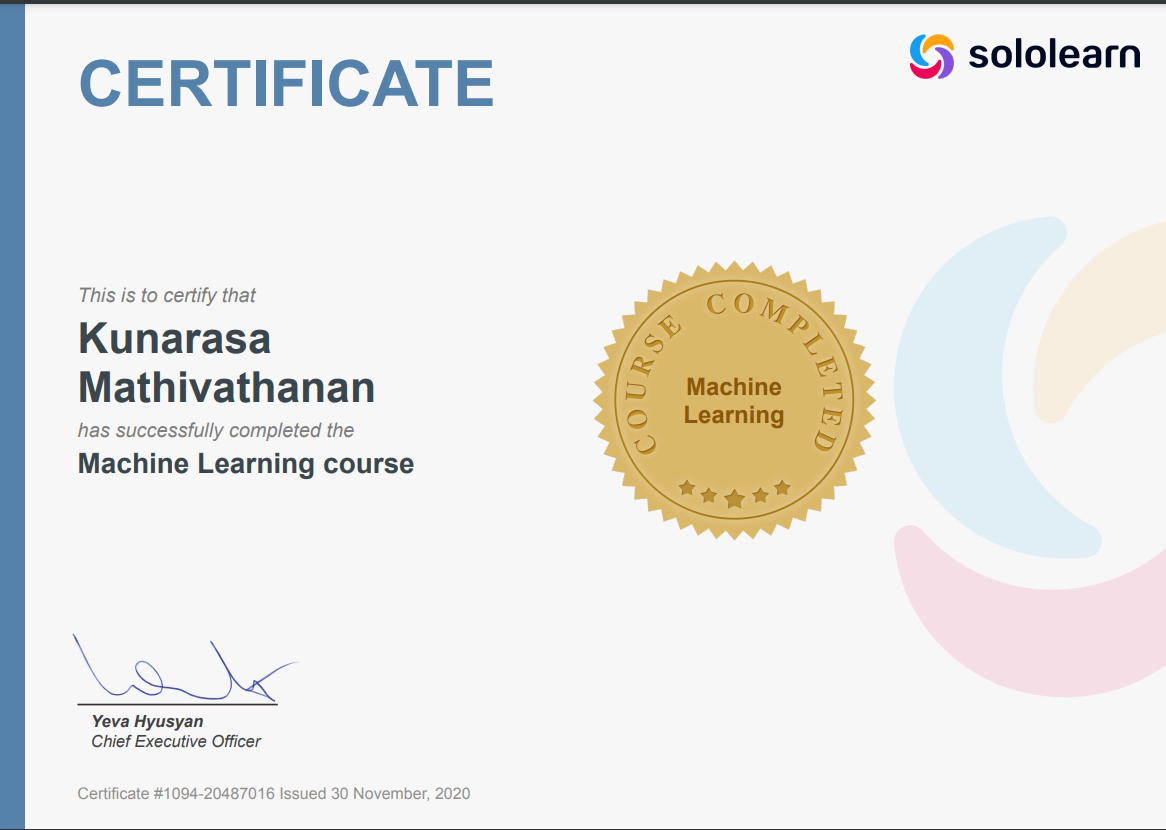 CERTIFICATE
sololearn
This is to certify that
Kunarasa
Mathivathanan
has successfully completed the
Machine Learning course
COURSE COMPLETED
Machine
Learning
Yeva Hyusyan
Chief Executive Officer
Certificate #1094-20487016 Issued 30 November, 2020